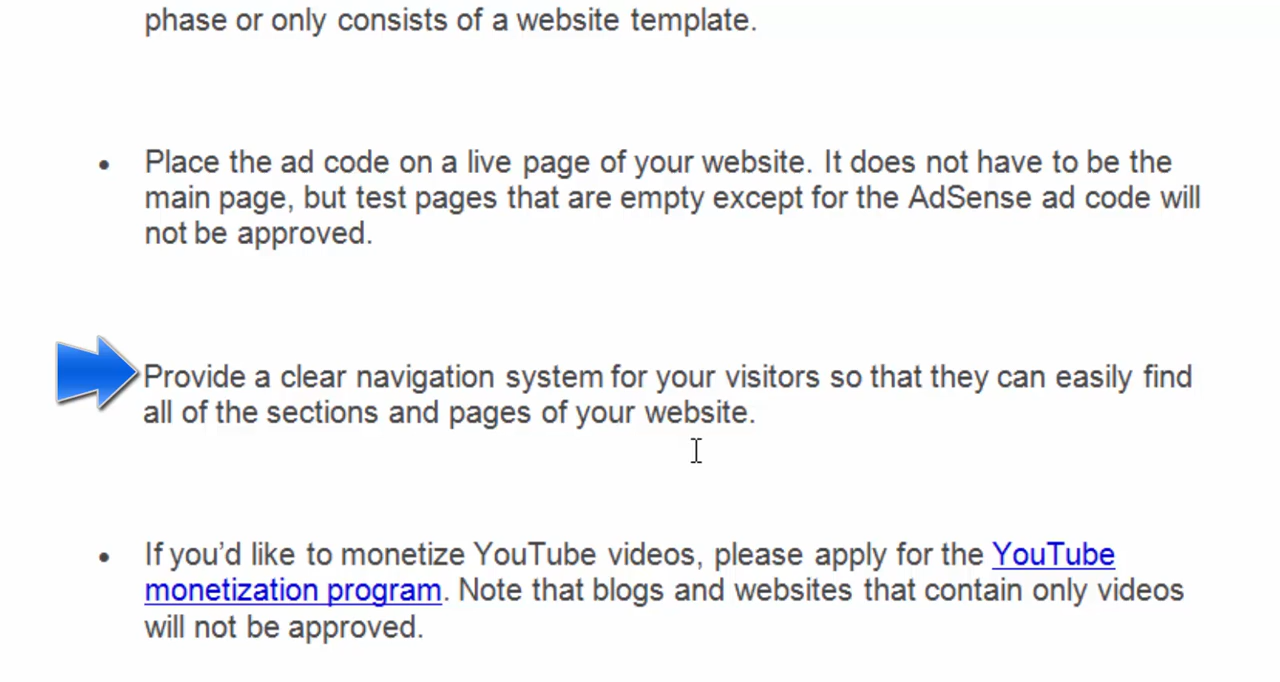 phase or only consists of a website template.
• Place the ad code on a live page of your website. It does not have to be the
main page, but test pages that are empty except for the AdSense ad code will
not be approved.
Provide a clear navigation system for your visitors so that they can easily find
all of the sections and pages of your website.
• If you’d like to monetize YouTube videos, please apply for the YouTube
monetization program. Note that blogs and websites that contain only videos
will not be approved.